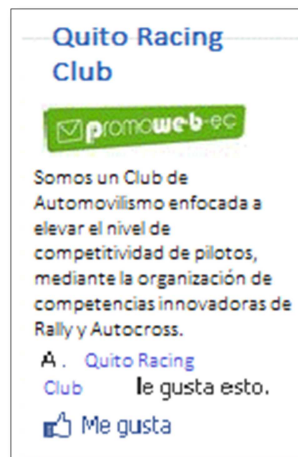 Quito Racing
Club
promoweb-ec
Somos un Club de
Automovilismo enfocada a
elevar el nivel de
competitividad de pilotos,
mediante la organización de
competencias innovadoras de
Rally y Autocross.
A . Quito Racing
Club le gusta esto.
Me gusta